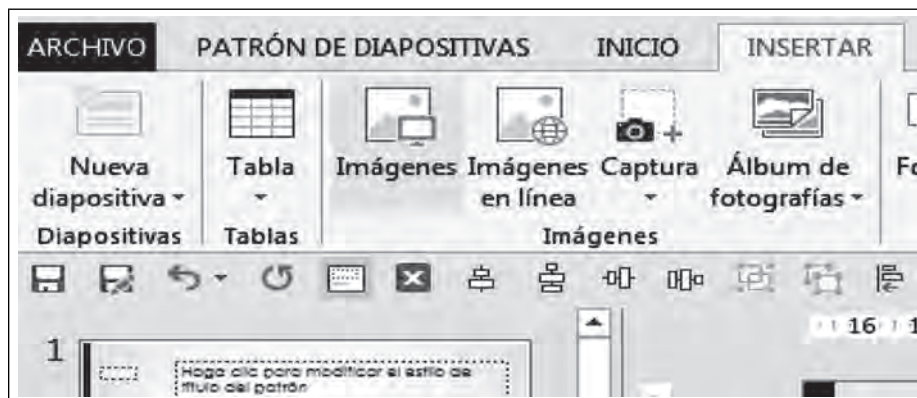 ARCHIVO PATRÓN DE DIAPOSITIVAS INICIO INSERTAR
Nueva diapositiva
Tabla
Imágenes
Imágenes en línea
Captura
Álbum de fotografías
Diapositivas Tablas Imágenes
16
1
Haga clic para modificar el estilo de
título del patrón